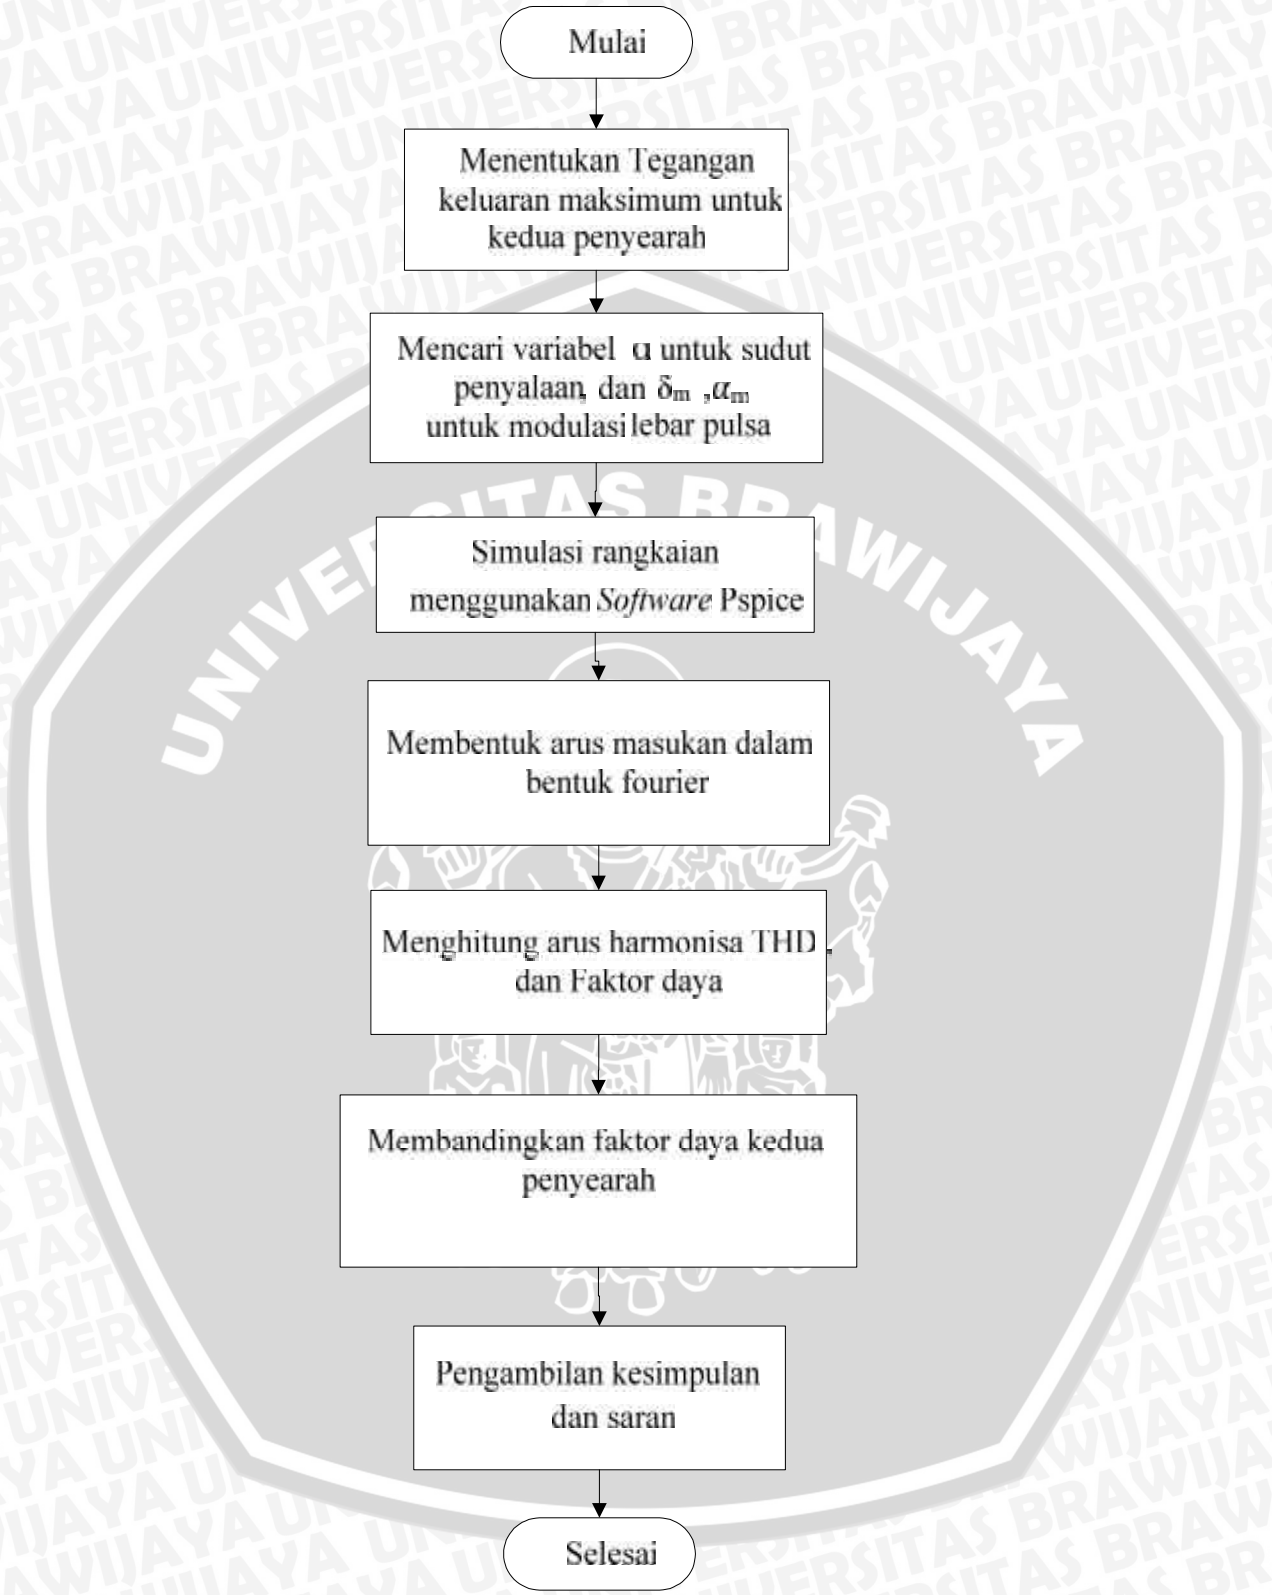 Mulai
Menentukan Tegangan
keluaran maksimum untuk
kedua penyearah
Mencari variabel α untuk sudut
penyalaan, dan δm ,αm
untuk modulasi lebar pulsa
UNIVERSITAS BRAWIJAYA
Simulasi rangkaian
menggunakan Software Pspice
Membentuk arus masukan dalam
bentuk fourier
Menghitung arus harmonisa THD,
dan Faktor daya
Membandingkan faktor daya kedua
penyearah
Pengambilan kesimpulan
dan saran
Selesai